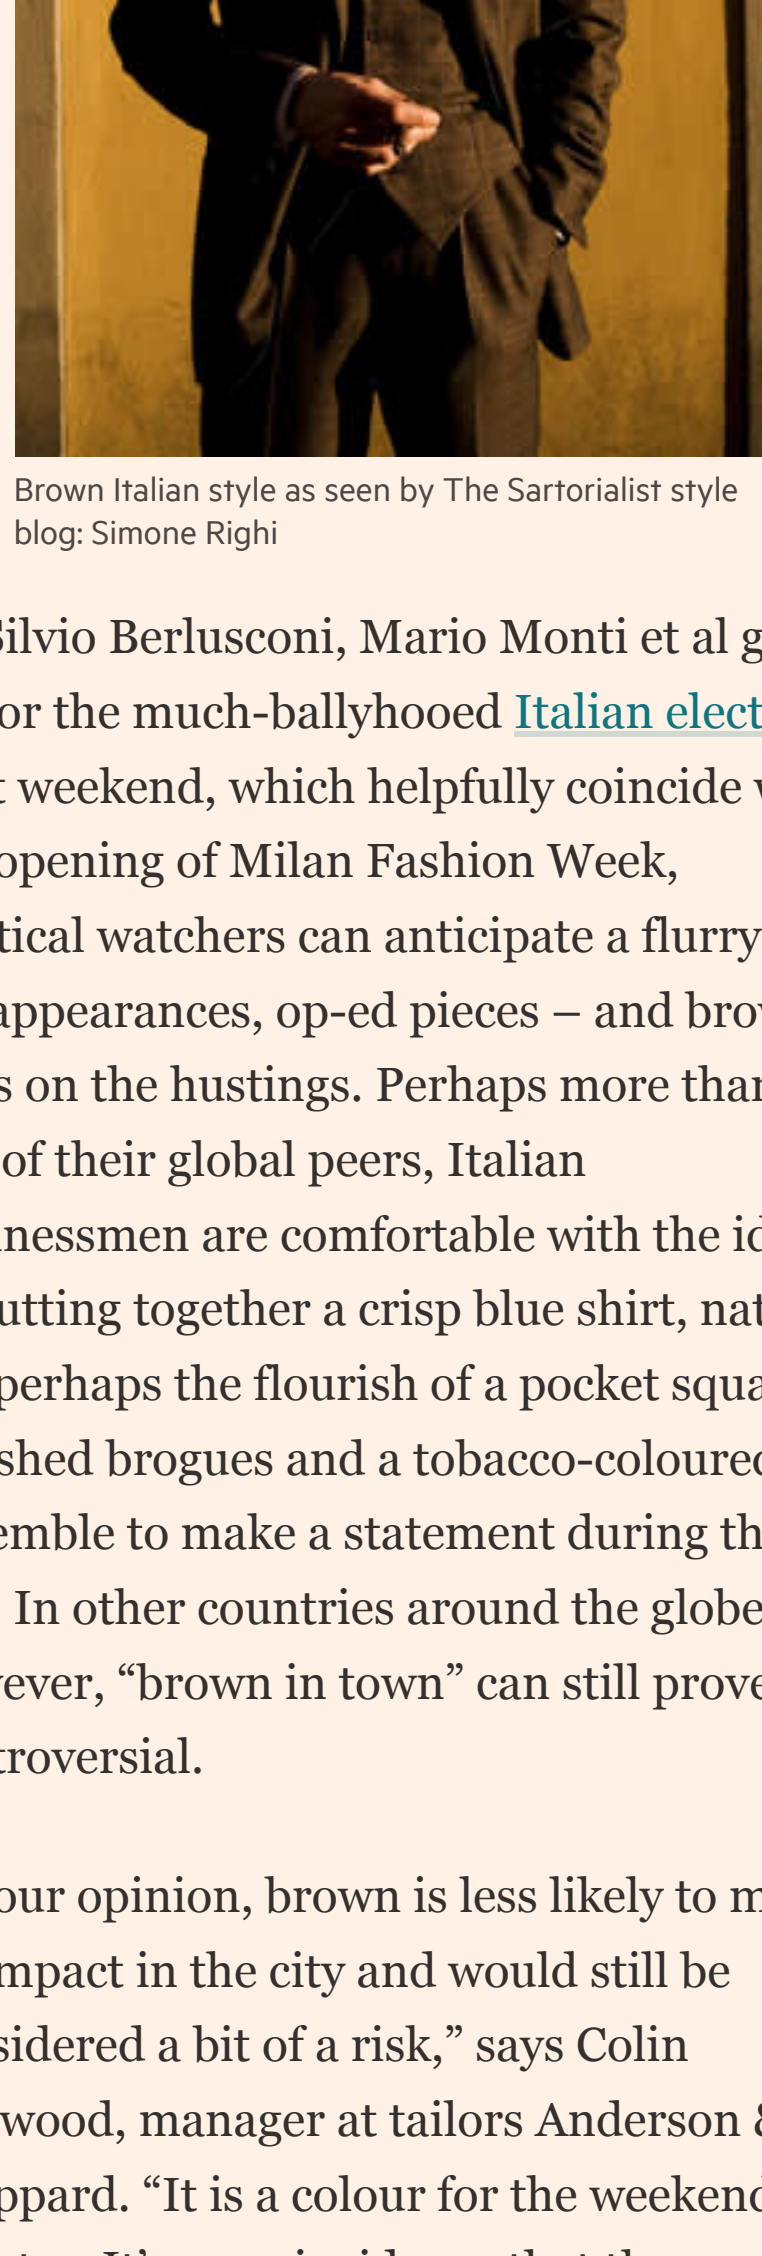 Brown Italian style as seen by The Sartorialist style
blog: Simone Righi
Silvio Berlusconi, Mario Monti et al g
or the much-ballyhooed Italian elect
t weekend, which helpfully coincide w
opening of Milan Fashion Week,
tical watchers can anticipate a flurry
appearances, op-ed pieces – and brow
s on the hustings. Perhaps more than
of their global peers, Italian
nessmen are comfortable with the id
utting together a crisp blue shirt, nat
perhaps the flourish of a pocket squa
shed brogues and a tobacco-coloured
emble to make a statement during th
In other countries around the globe
ever, “brown in town” can still prove
troversial.
our opinion, brown is less likely to m
mpact in the city and would still be
sidered a bit of a risk,” says Colin
wood, manager at tailors Anderson &
ppard. “It is a colour for the weekend